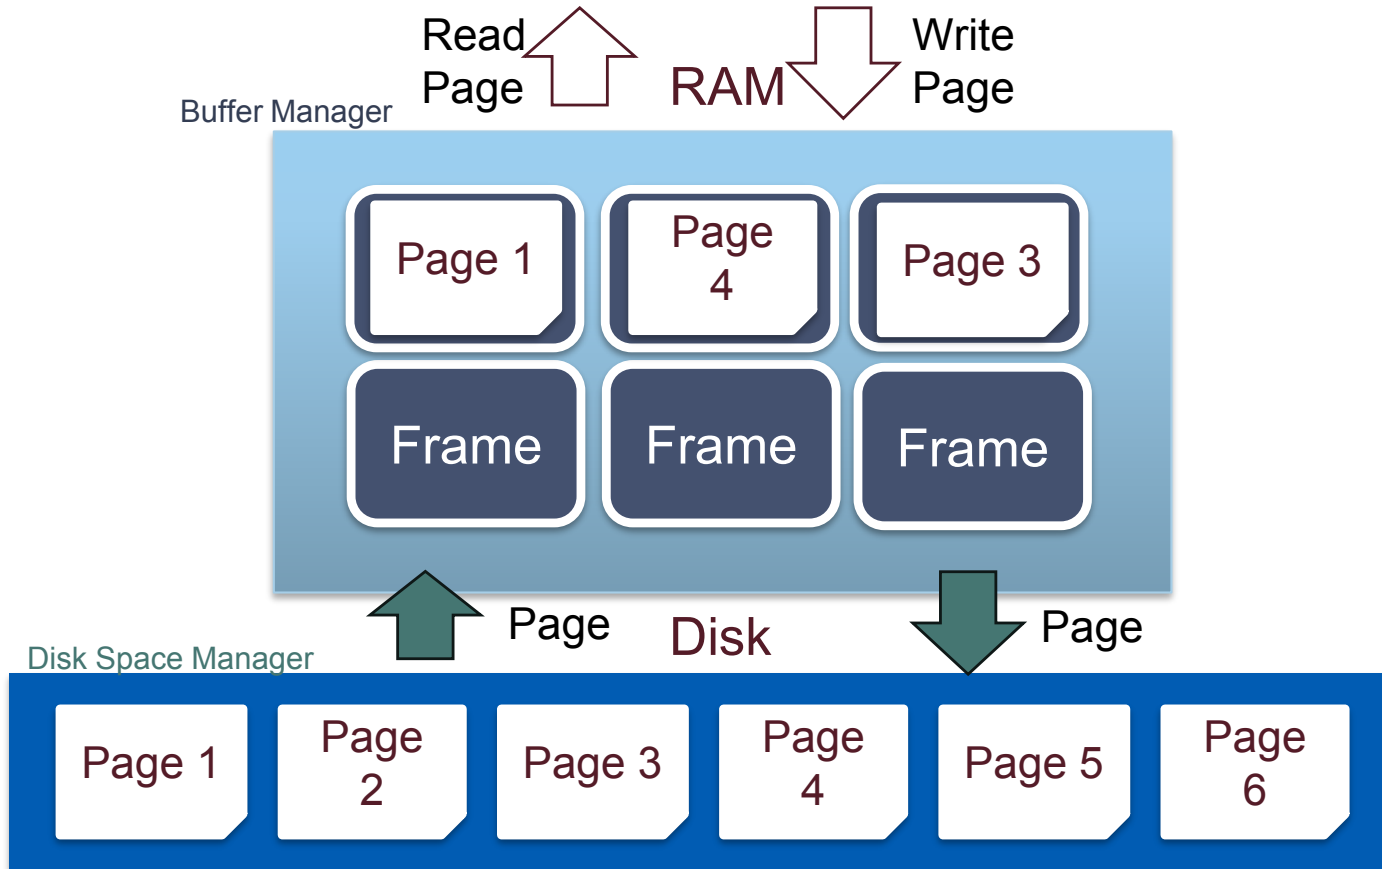 Read
Page
RAM
Write
Page
Buffer Manager
Page 1
Page
4
Page 3
Frame
Frame
Frame
Page
Disk
Page
Disk Space Manager
Page 1
Page
2
Page 3
Page
4
Page 5
Page
6